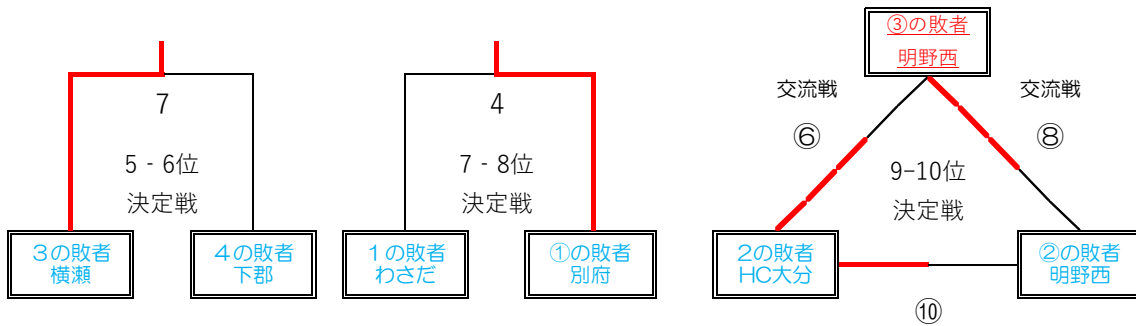 7
5 - 6位
決定戦
3の敗者
横瀬
4の敗者
下郡
4
7 - 8位
決定戦
1の敗者
わさだ
①の敗者
別府
③の敗者
明野西
交流戦
⑥
交流戦
⑧
9−10位
決定戦
2の敗者
HC大分
②の敗者
明野西
⑩